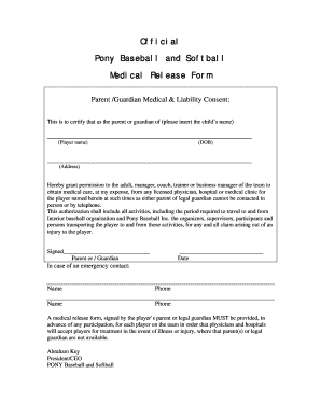 Official
Pony Baseball and Softball
Medical Release Form
Parent /Guardian Medical & Liability Consent:
This is to certify that as the parent or guardian of (please insert the child's name)
(Player name) (DOB)
(Address)
Hereby grant permission to the adult, manager, coach, trainer or business manager of the team to
obtain medical care, at my expense, from any licensed physician, hospital or medical clinic for
the player named herein at such times as either parent of legal guardian cannot be contacted in
person or by telephone.
This authorization shall include all activities, including the period required to travel to and from
Interior baseball organization and Pony Baseball Inc. the organizers, supervisors, participants and
persons transporting the player to and from those activities, for any and all claim arising out of an
injury to the player.
Signed
Parent or / Guardian Date
In case of an emergency contact:
Name Phone
Name Phone
A medical release form, signed by the player's parent or legal guardian MUST be provided, in
advance of any participation, for each player on the team in order that physicians and hospitals
will accept players for treatment in the event of illness or injury, where that parent(s) or legal
guardian are not available.
Abraham Key
President/CEO
PONY Baseball and Softball